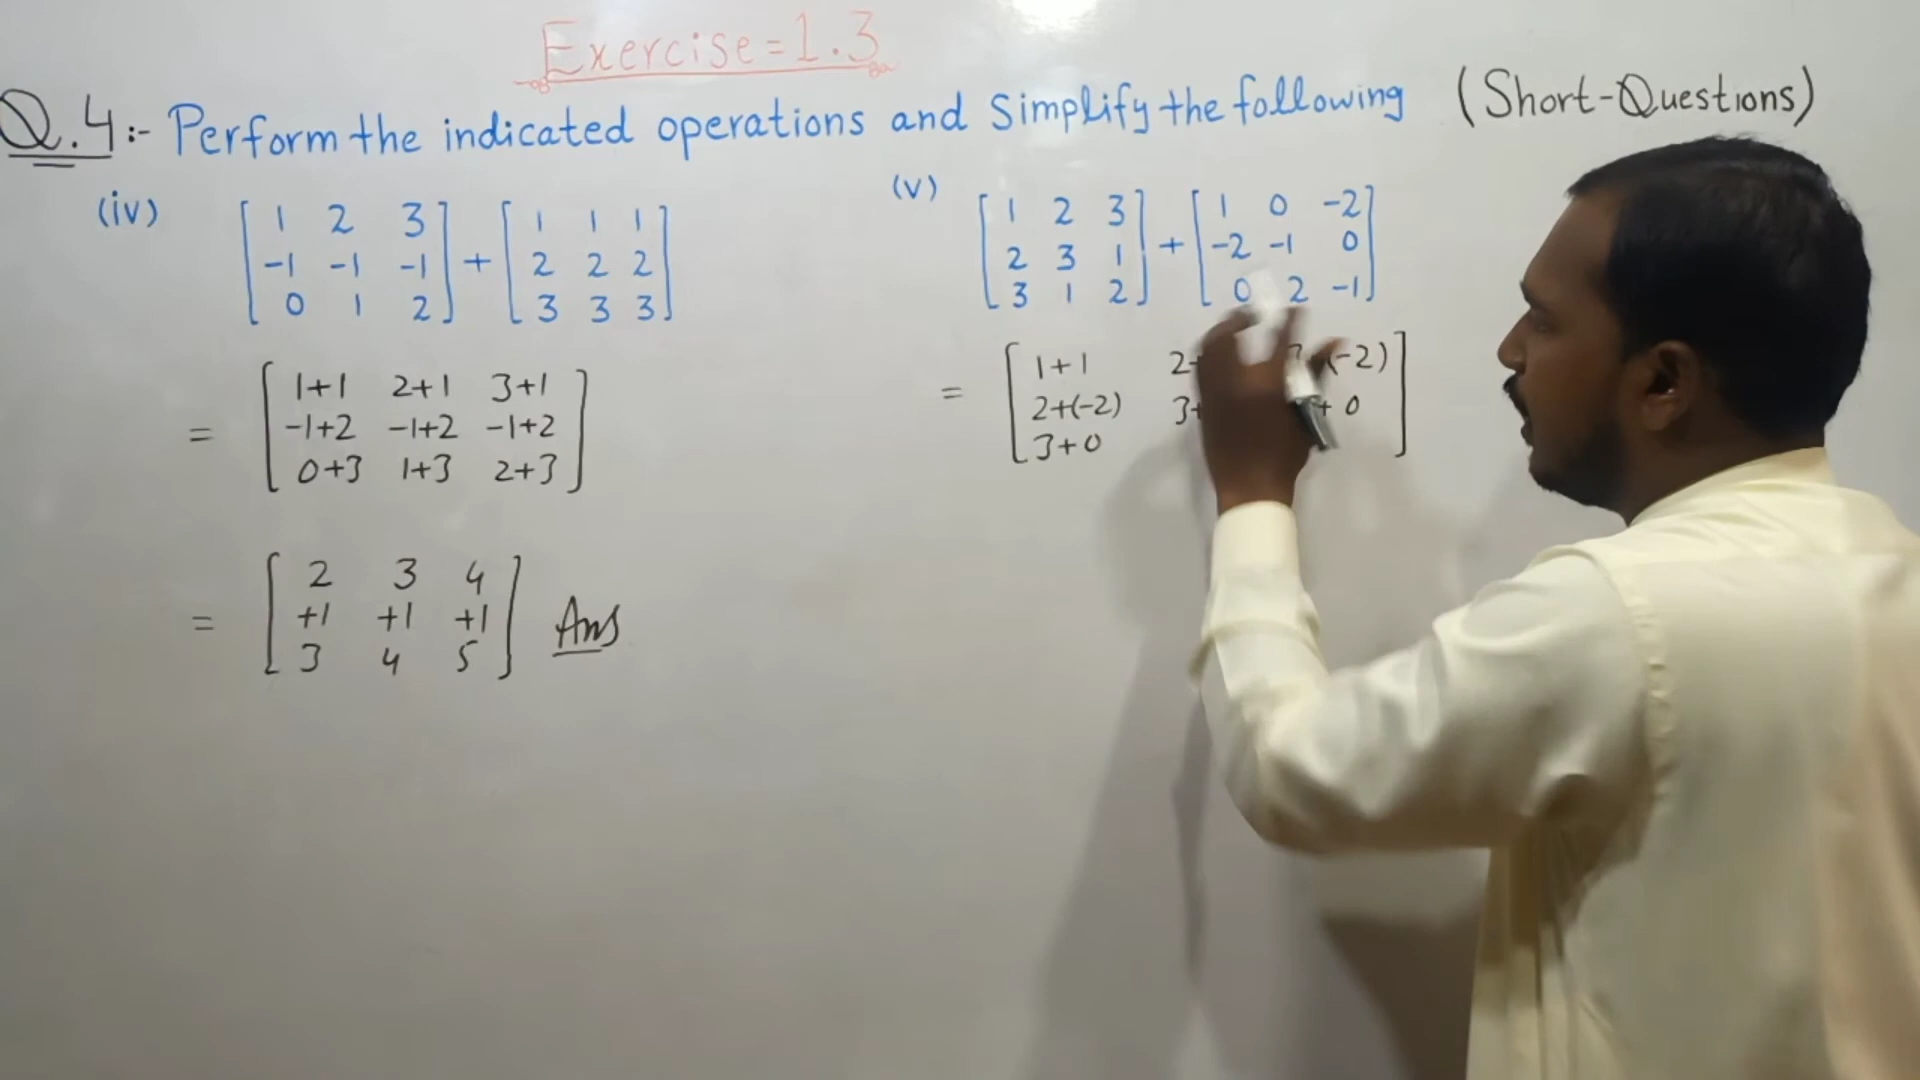 Exercise=1.3
Q.4:- Perform the indicated operations and Simplify the following (Short-Questions)
(iv)
1 2 3
-1 -1 -1
0 1 2
+
1 1 1
2 2 2
3 3 3
=
1+1 2+1 3+1
-1+2 -1+2 -1+2
0+3 1+3 2+3
=
2 3 4
+1 +1 +1
3 4 5
Ans
(v)
1 2 3
2 3 1
3 1 2
+
1 0 -2
-2 -1 0
0 2 -1
=
1+1 2 (-2)
2+(-2) 3+ + 0
3+0